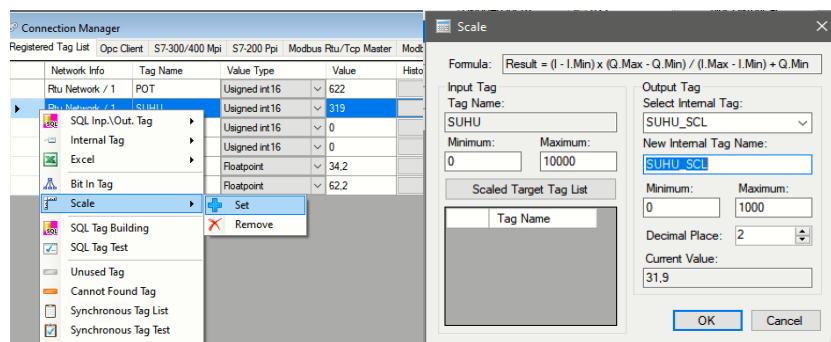 Connection Manager
Registered Tag List Opc Client S7-300/400 Mpi S7-200 Ppi Modbus Rtu/Tcp Master
Network Info Tag Name Value Type Value
Rtu Network / 1 POT Usigned int16 622
Rtu Network / 1 SUHU Usigned int16 319
Usigned int16 0
Usigned int16 0
Floatpoint 34,2
Floatpoint 62,2
SQL Inp.\Out. Tag
Internal Tag
Excel
Bit In Tag
Scale
Set
Remove
SQL Tag Building
SQL Tag Test
Unused Tag
Cannot Found Tag
Synchronous Tag List
Synchronous Tag Test
Scale
Formula: Result = (I - I.Min) x (Q.Max - Q.Min) / (I.Max - I.Min) + Q.Min
Input Tag
Tag Name:
SUHU
Minimum: Maximum:
0 10000
Scaled Target Tag List
Tag Name
Output Tag
Select Internal Tag:
SUHU_SCL
New Internal Tag Name:
SUHU_SCL
Minimum: Maximum:
0 1000
Decimal Place: 2
Current Value:
31,9
OK Cancel